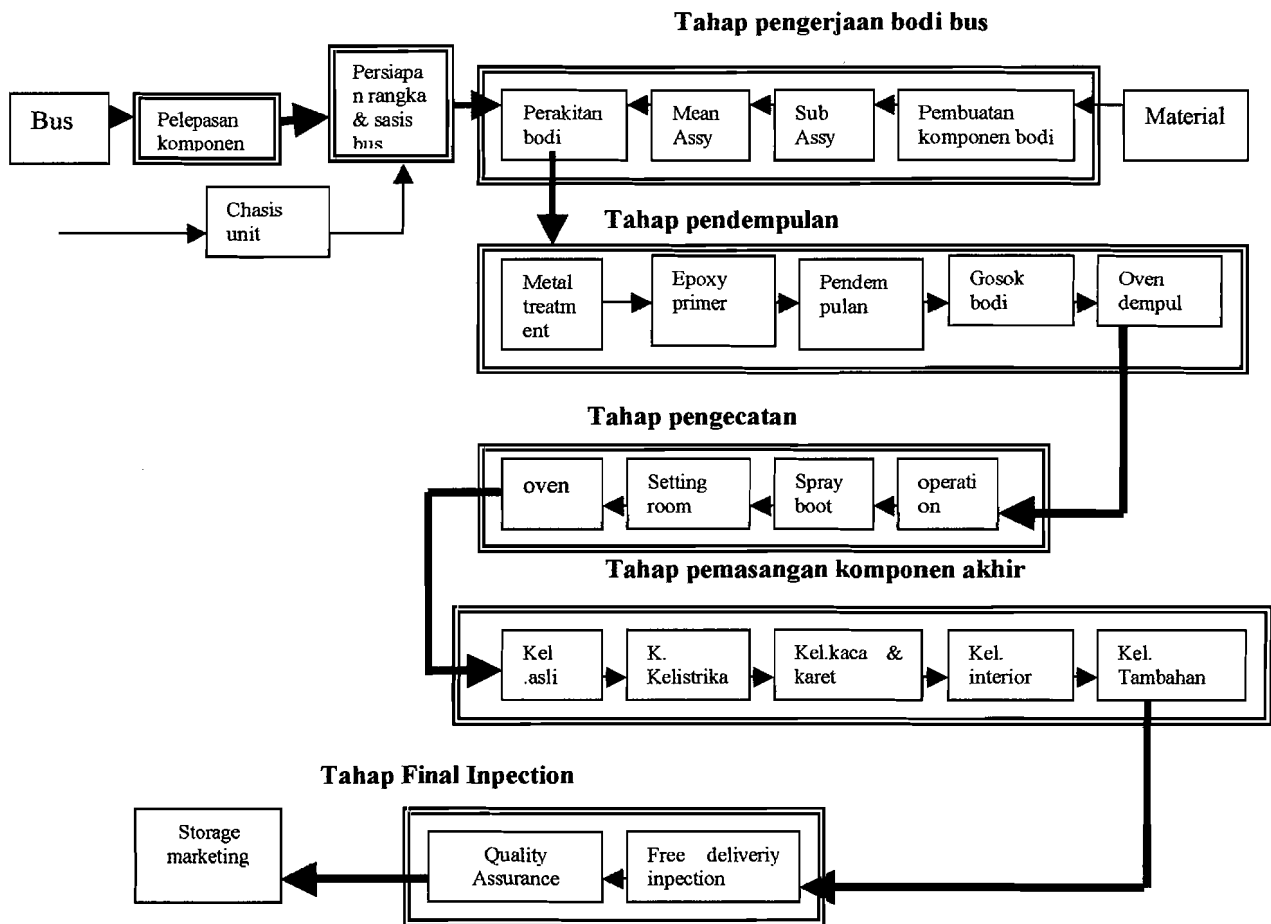 Tahap pengerjaan bodi bus
Bus
Pelepasan
komponen
Persiapa
n rangka
& sasis
bus
Perakitan
bodi
Mean
Assy
Sub
Assy
Pembuatan
komponen bodi
Material
Chasis
unit
Tahap pendempulan
Metal
treatm
ent
Epoxy
primer
Pendem
pulan
Gosok
bodi
Oven
dempul
Tahap pengecatan
oven
Setting
room
Spray
boot
operati
on
Tahap pemasangan komponen akhir
Kel
.asli
K.
Kelistrika
Kel.kaca &
karet
Kel.
interior
Kel.
Tambahan
Tahap Final Inpection
Storage
marketing
Quality
Assurance
Free deliveriy
inpection